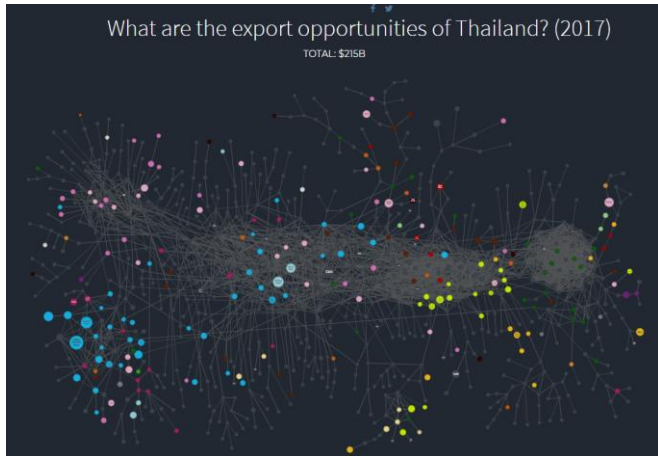 What are the export opportunities of Thailand? (2017)
TOTAL: $215B